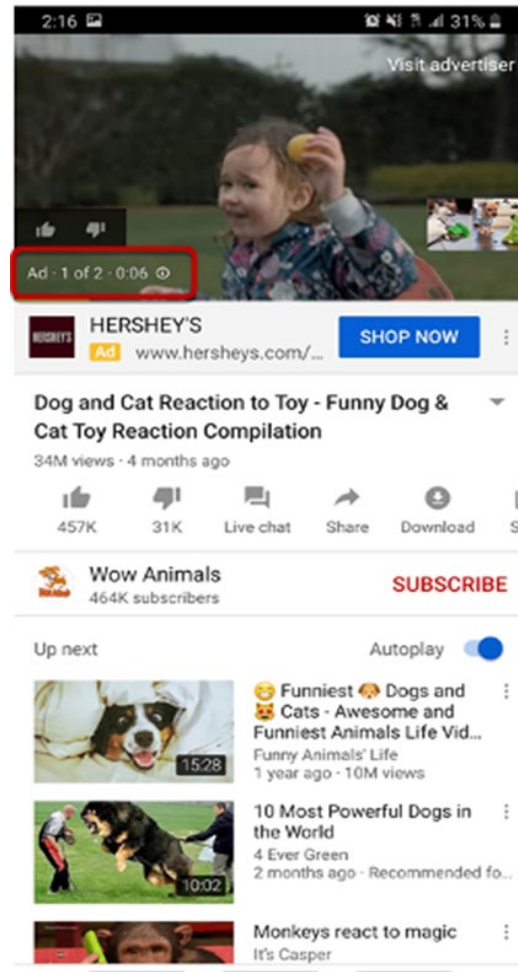 2:16
31%
Visit advertiser
Ad · 1 of 2 · 0:06
HERSHEY'S
HERSHEY'S
SHOP NOW
Ad www.hersheys.com/...
Dog and Cat Reaction to Toy - Funny Dog &
Cat Toy Reaction Compilation
34M views · 4 months ago
457K 31K Live chat Share Download S
Wow Animals
464K subscribers
SUBSCRIBE
Up next
Autoplay
15:28
😁 Funniest 🐶 Dogs and
😹 Cats - Awesome and
Funniest Animals Life Vid...
Funny Animals' Life
1 year ago · 10M views
10:02
10 Most Powerful Dogs in
the World
4 Ever Green
2 months ago · Recommended fo...
Monkeys react to magic
It's Casper